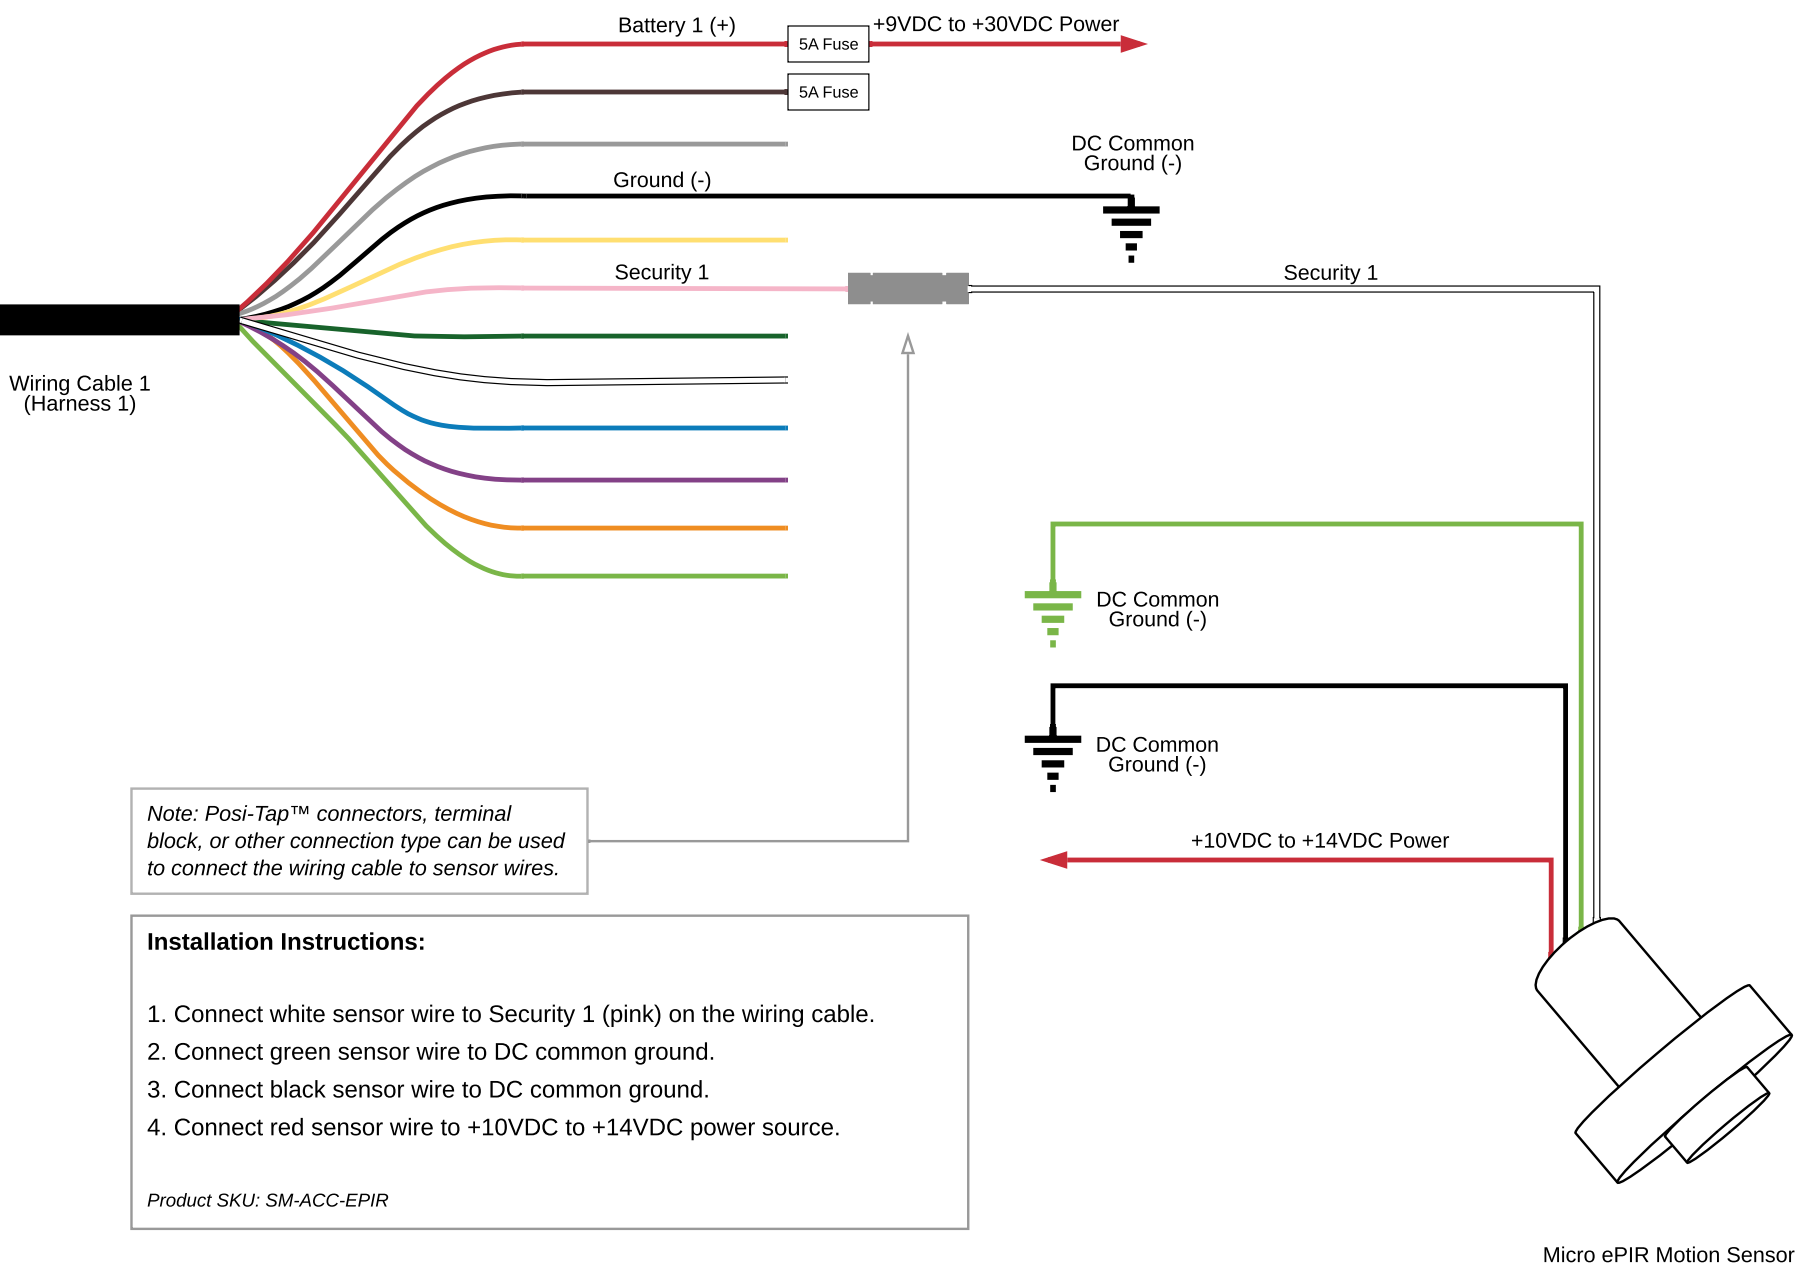 Battery 1 (+)
5A Fuse
+9VDC to +30VDC Power
5A Fuse
DC Common
Ground (-)
Ground (-)
Security 1
Security 1
Wiring Cable 1
(Harness 1)
DC Common
Ground (-)
DC Common
Ground (-)
+10VDC to +14VDC Power
Note: Posi-Tap™ connectors, terminal
block, or other connection type can be used
to connect the wiring cable to sensor wires.
Installation Instructions:
1. Connect white sensor wire to Security 1 (pink) on the wiring cable.
2. Connect green sensor wire to DC common ground.
3. Connect black sensor wire to DC common ground.
4. Connect red sensor wire to +10VDC to +14VDC power source.
Product SKU: SM-ACC-EPIR
Micro ePIR Motion Sensor